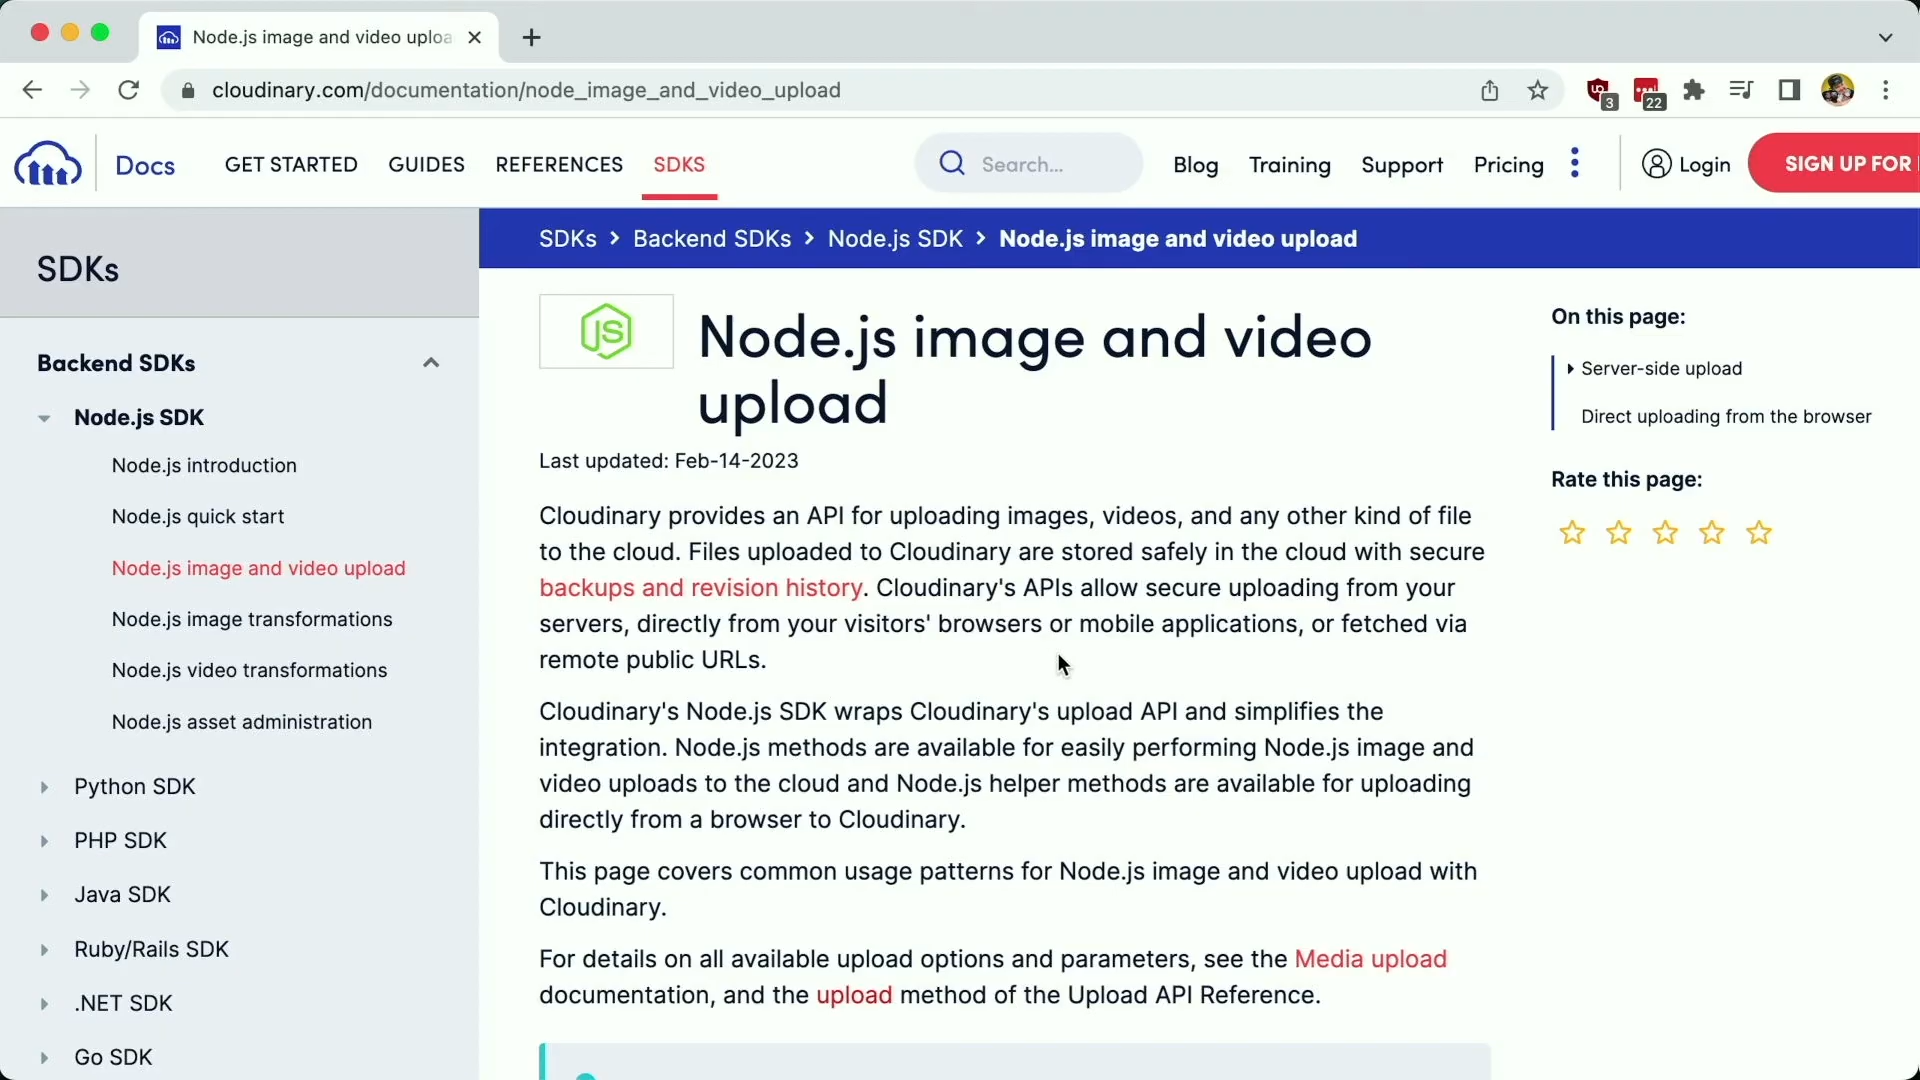 Node.js image and video uploa
cloudinary.com/documentation/node_image_and_video_upload
3
22
Docs
GET STARTED
GUIDES
REFERENCES
SDKS
Search...
Blog
Training
Support
Pricing
Login
SIGN UP FOR
SDKs
Backend SDKs
Node.js SDK
Node.js introduction
Node.js quick start
Node.js image and video upload
Node.js image transformations
Node.js video transformations
Node.js asset administration
Python SDK
PHP SDK
Java SDK
Ruby/Rails SDK
.NET SDK
Go SDK
SDKs > Backend SDKs > Node.js SDK > Node.js image and video upload
JS
Node.js image and video
upload
Last updated: Feb-14-2023
Cloudinary provides an API for uploading images, videos, and any other kind of file
to the cloud. Files uploaded to Cloudinary are stored safely in the cloud with secure
backups and revision history. Cloudinary's APIs allow secure uploading from your
servers, directly from your visitors' browsers or mobile applications, or fetched via
remote public URLs.
Cloudinary's Node.js SDK wraps Cloudinary's upload API and simplifies the
integration. Node.js methods are available for easily performing Node.js image and
video uploads to the cloud and Node.js helper methods are available for uploading
directly from a browser to Cloudinary.
This page covers common usage patterns for Node.js image and video upload with
Cloudinary.
For details on all available upload options and parameters, see the Media upload
documentation, and the upload method of the Upload API Reference.
On this page:
Server-side upload
Direct uploading from the browser
Rate this page: